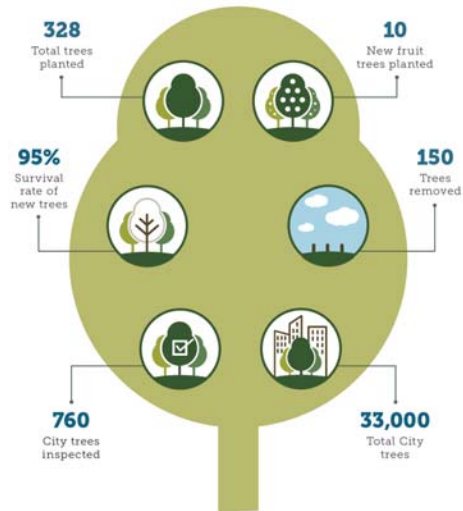 328
Total trees
planted
10
New fruit
trees planted
95%
Survival
rate of
new trees
150
Trees
removed
760
City trees
inspected
33,000
Total City
trees